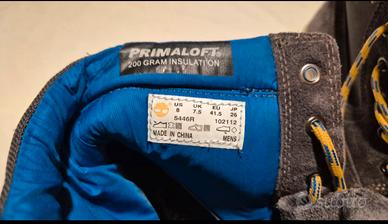 PRIMALOFT®
200 GRAM INSULATION
US UK EU JP
8 7.5 41.5 26
5446R 102112
MADE IN CHINA MENS
subito